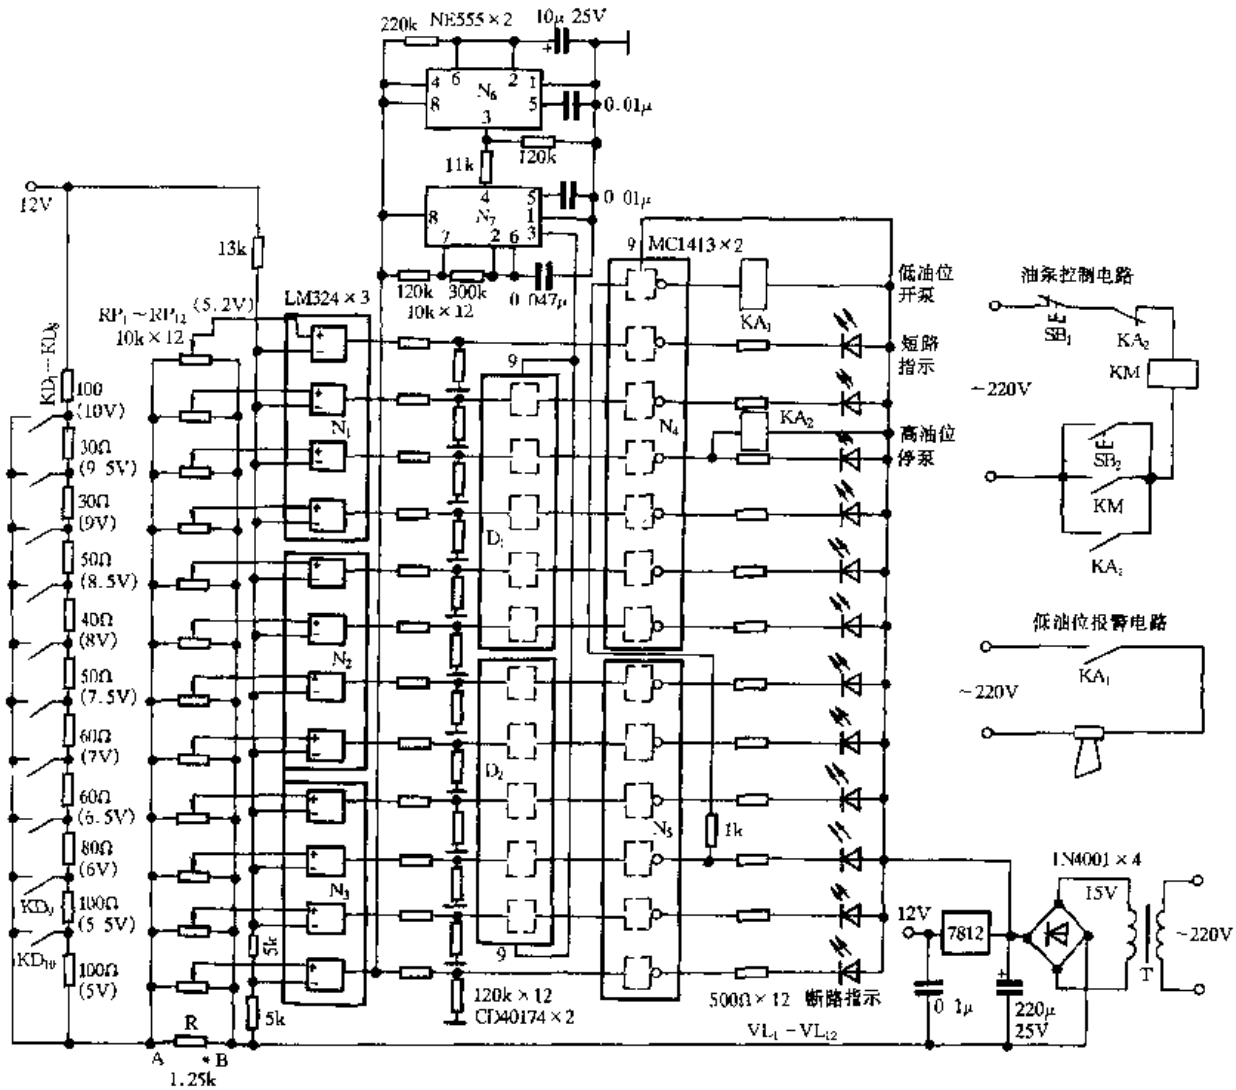 220k
NE555×2
10μ 25V
4
6
2
1
8
N₆
5
3
0.01μ
120k
11k
4
5
0 01μ
8
N₇
1
3
7
2
6
120k
300k
0 047μ
10k×12
12V
13k
(5.2V)
LM324×3
RP₁～RP₁₂
10k×12
KD₁…KD₈
9
MC1413×2
KA₁
低油位
开泵
短路
指示
KA₂
高油位
停泵
100
(10V)
30Ω
(9 5V)
30Ω
(9V)
50Ω
(8.5V)
40Ω
(8V)
50Ω
(7.5V)
60Ω
(7V)
60Ω
(6.5V)
80Ω
(6V)
100Ω
(5 5V)
100Ω
(5V)
KD₉
KD₁₀
N₁
N₂
N₃
9
D₁
D₂
9
N₄
N₅
1k
5k
5k
R
A
*B
1.25k
120k×12
CD40174×2
500Ω×12
断路指示
VL₁－VL₁₂
油泵控制电路
SB₁
KA₂
KM
～220V
SB₂
KM
KA₁
低油位报警电路
KA₁
～220V
1N4001×4
15V
12V
7812
～220V
T
0 1μ
220μ
25V